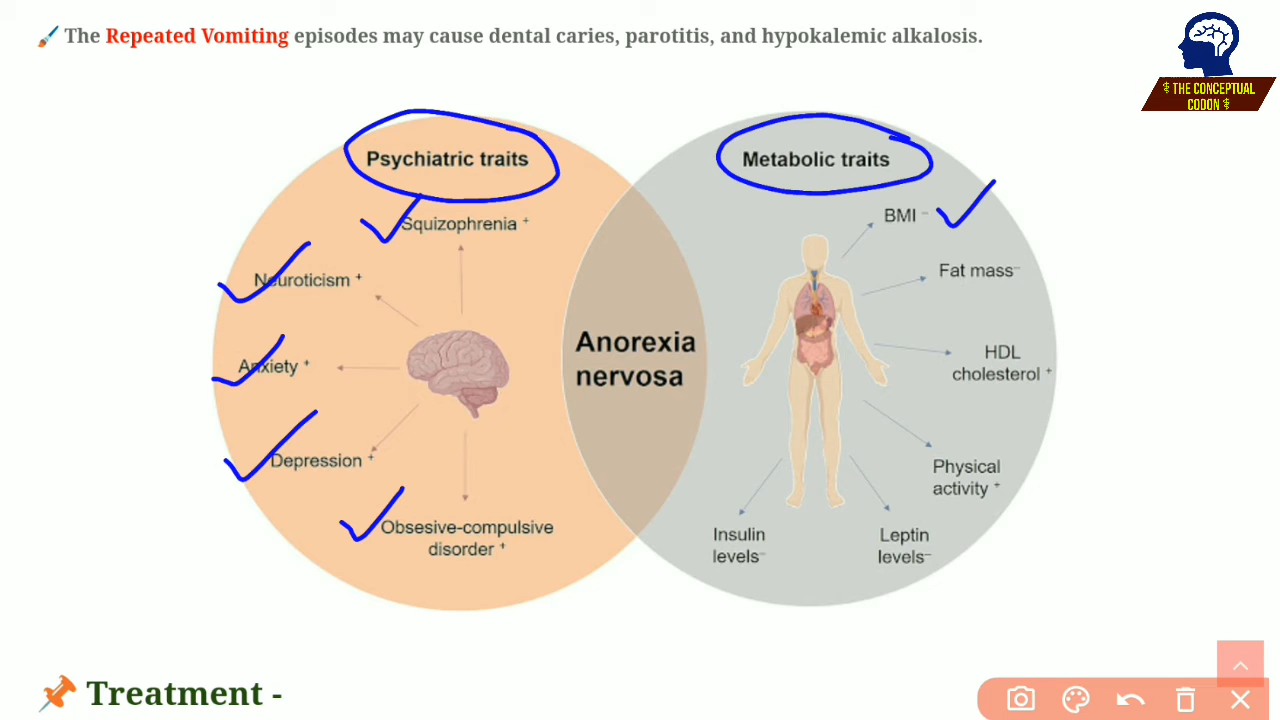 The Repeated Vomiting episodes may cause dental caries, parotitis, and hypokalemic alkalosis.
THE CONCEPTUAL
CODON
Psychiatric traits
Squizophrenia +
Neuroticism +
Anxiety +
Depression +
Obsesive-compulsive
disorder +
Anorexia
nervosa
Metabolic traits
BMI -
Fat mass-
HDL
cholesterol +
Physical
activity +
Leptin
levels-
Insulin
levels-
Treatment -